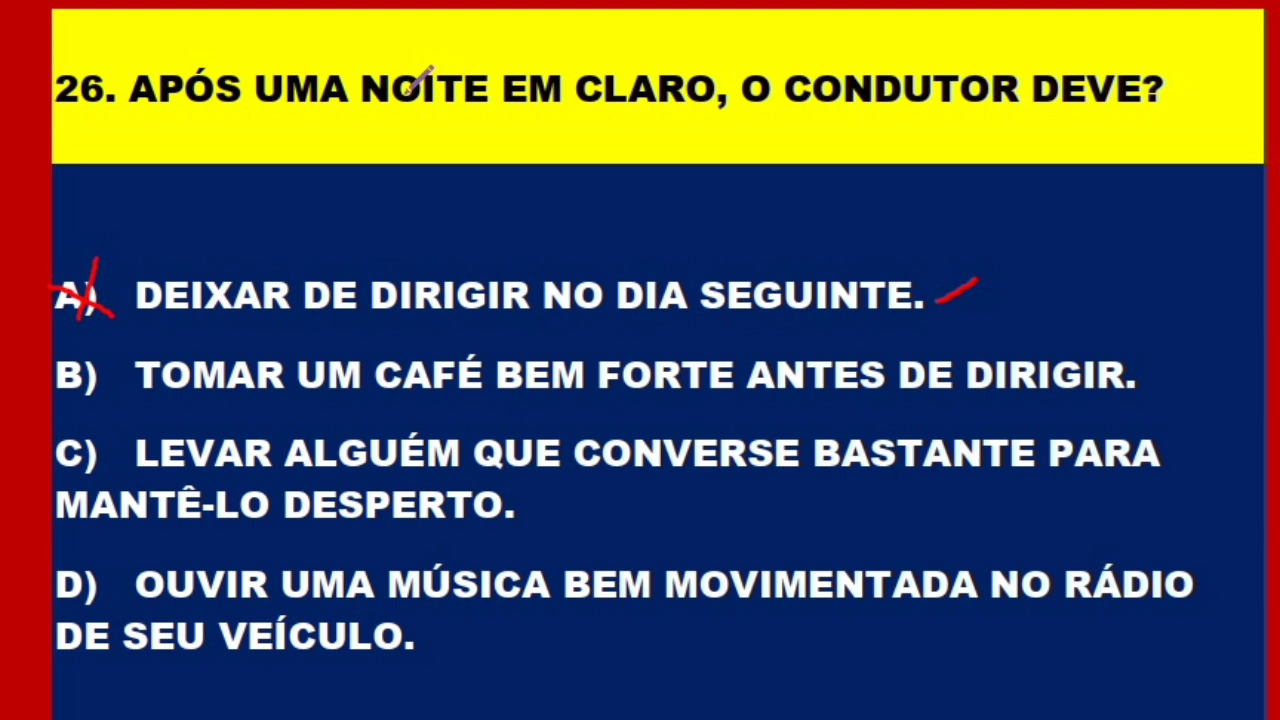 26. APÓS UMA NOITE EM CLARO, O CONDUTOR DEVE?
A) DEIXAR DE DIRIGIR NO DIA SEGUINTE.
B) TOMAR UM CAFÉ BEM FORTE ANTES DE DIRIGIR.
C) LEVAR ALGUÉM QUE CONVERSE BASTANTE PARA
MANTÊ-LO DESPERTO.
D) OUVIR UMA MÚSICA BEM MOVIMENTADA NO RÁDIO
DE SEU VEÍCULO.